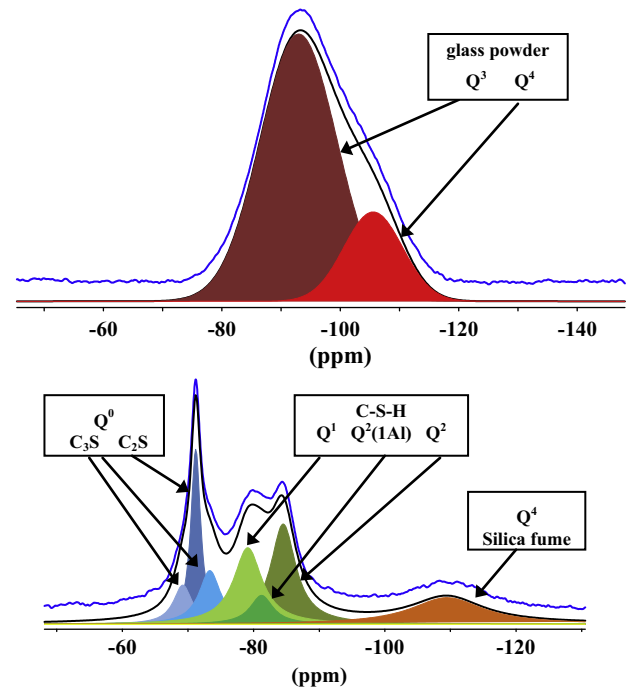 glass powder
Q³ Q⁴
-60 -80 -100 -120 -140
(ppm)
Q⁰
C₃S C₂S
C-S-H
Q¹ Q²(1Al) Q²
Q⁴
Silica fume
-60 -80 -100 -120
(ppm)